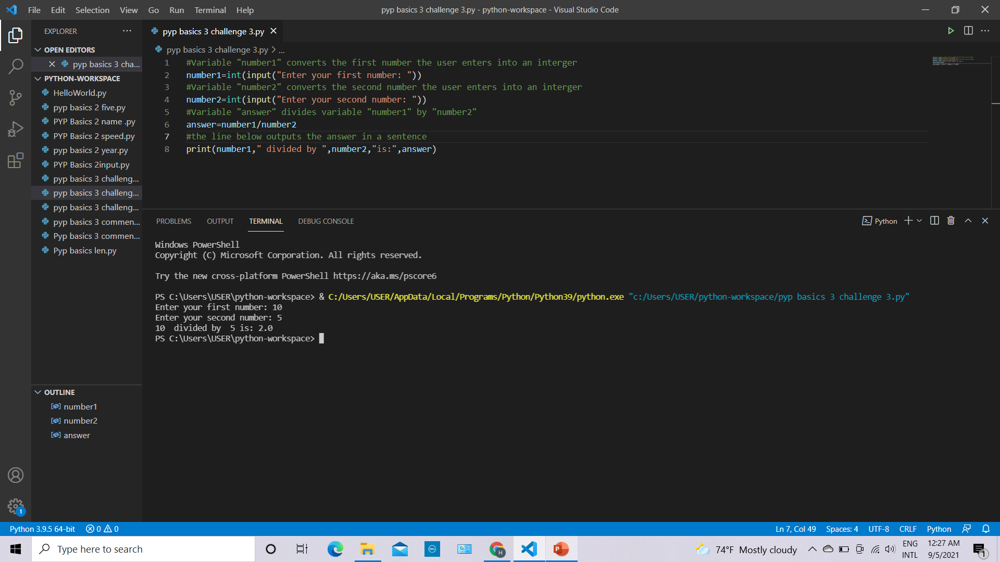 File Edit Selection View Go Run Terminal Help
pyp basics 3 challenge 3.py - python-workspace - Visual Studio Code
EXPLORER
OPEN EDITORS
pyp basics 3 cha...
PYTHON-WORKSPACE
HelloWorld.py
pyp basics 2 five.py
PYP Basics 2 name .py
PYP Basics 2 speed.py
pyp basics 2 year.py
PYP Basics 2input.py
pyp basics 3 challeng...
pyp basics 3 challeng...
pyp basics 3 challeng...
pyp basics 3 commen...
Pyp basics 3 commen...
Pyp basics len.py
OUTLINE
number1
number2
answer
1
pyp basics 3 challenge 3.py
pyp basics 3 challenge 3.py > ...
1 #Variable "number1" converts the first number the user enters into an interger
2 number1=int(input("Enter your first number: "))
3 #Variable "number2" converts the second number the user enters into an interger
4 number2=int(input("Enter your second number: "))
5 #Variable "answer" divides variable "number1" by "number2"
6 answer=number1/number2
7 #the line below outputs the answer in a sentence
8 print(number1," divided by ",number2,"is:",answer)
PROBLEMS OUTPUT TERMINAL DEBUG CONSOLE
Python
Windows PowerShell
Copyright (C) Microsoft Corporation. All rights reserved.
Try the new cross-platform PowerShell https://aka.ms/pscore6
PS C:\Users\USER\python-workspace> & C:/Users/USER/AppData/Local/Programs/Python/Python39/python.exe "c:/Users/USER/python-workspace/pyp basics 3 challenge 3.py"
Enter your first number: 10
Enter your second number: 5
10  divided by  5 is: 2.0
PS C:\Users\USER\python-workspace>
Python 3.9.5 64-bit 0 0
Ln 7, Col 49 Spaces: 4 UTF-8 CRLF Python
Type here to search
DELL
H
P
74°F Mostly cloudy
ENG
INTL
12:27 AM
9/5/2021
1